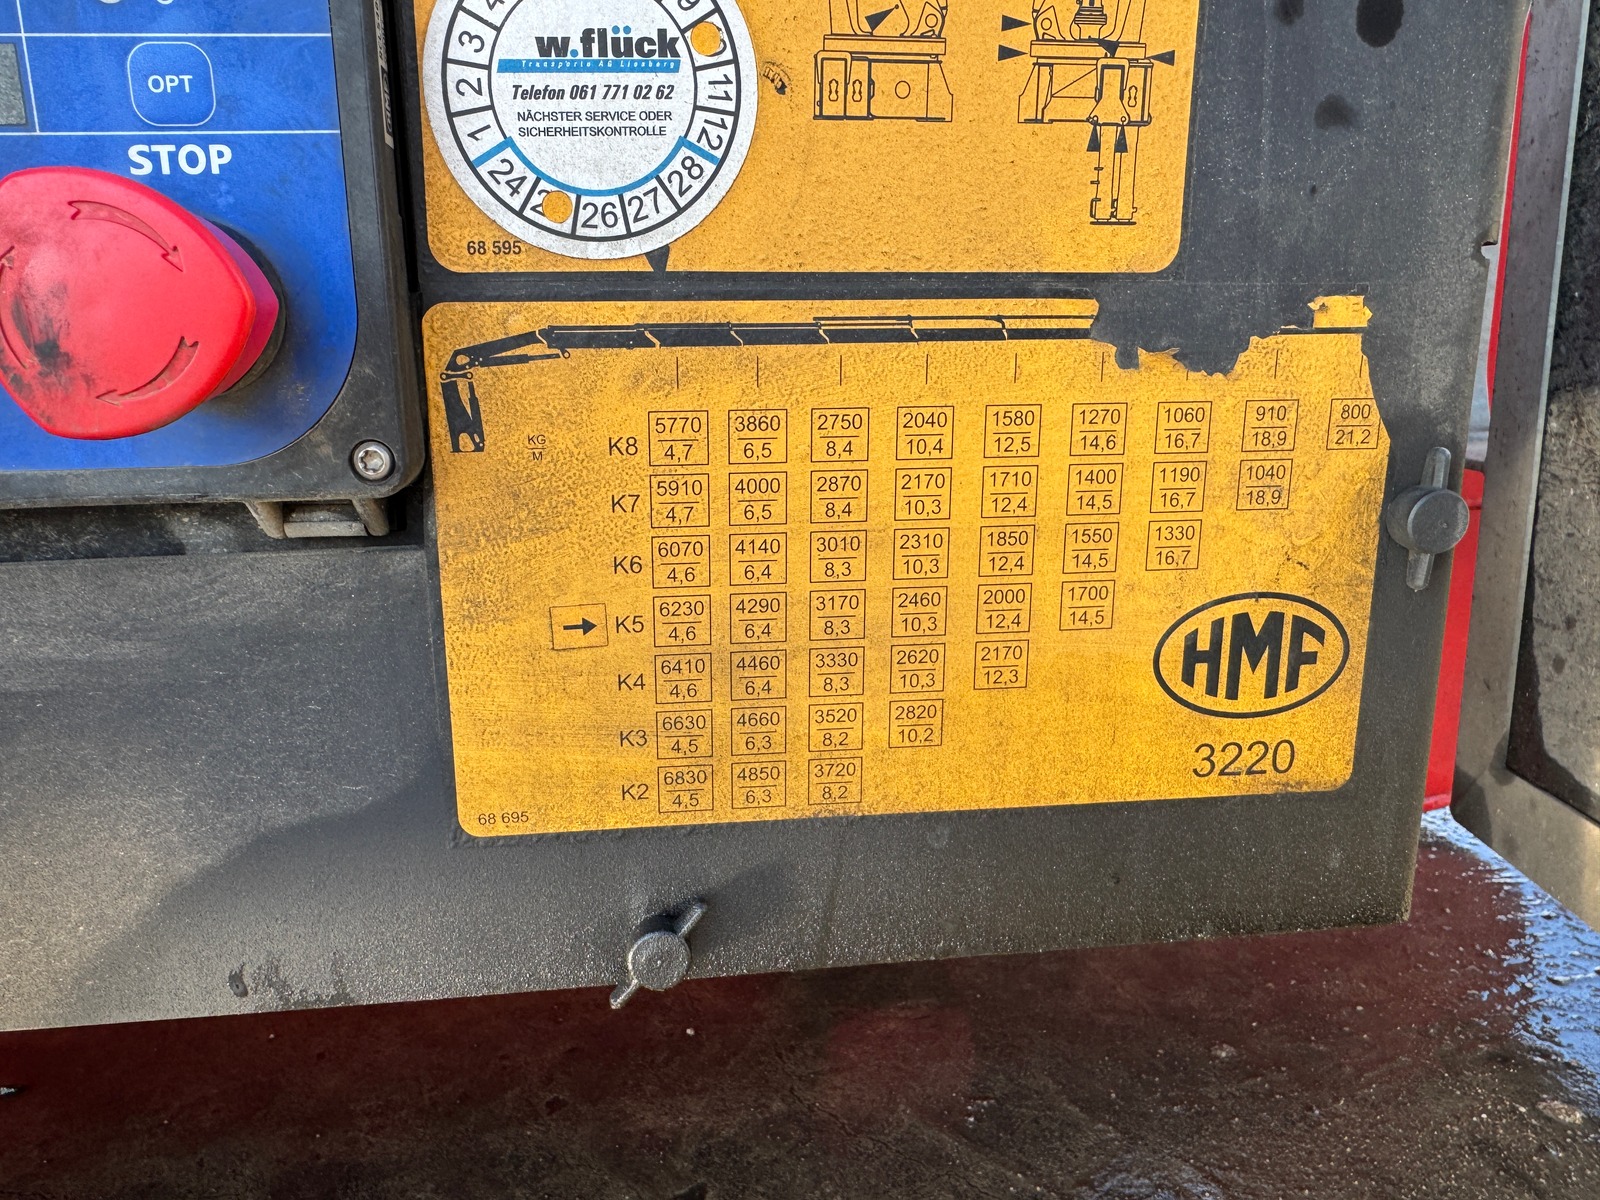 OPT
STOP
w.flück
Transporte AG Liesberg
Telefon 061 771 02 62
NÄCHSTER SERVICE ODER
SICHERHEITSKONTROLLE
1 2 3 4
11 12
24 26 27 28
68 595
KG
M
K8 5770 3860 2750 2040 1580 1270 1060 910 800
4,7 6,5 8,4 10,4 12,5 14,6 16,7 18,9 21,2
K7 5910 4000 2870 2170 1710 1400 1190 1040
4,7 6,5 8,4 10,3 12,4 14,5 16,7 18,9
K6 6070 4140 3010 2310 1850 1550 1330
4,6 6,4 8,3 10,3 12,4 14,5 16,7
K5 6230 4290 3170 2460 2000 1700
4,6 6,4 8,3 10,3 12,4 14,5
K4 6410 4460 3330 2620 2170
4,6 6,4 8,3 10,3 12,3
K3 6630 4660 3520 2820
4,5 6,3 8,2 10,2
K2 6830 4850 3720
4,5 6,3 8,2
HMF
3220
68 695